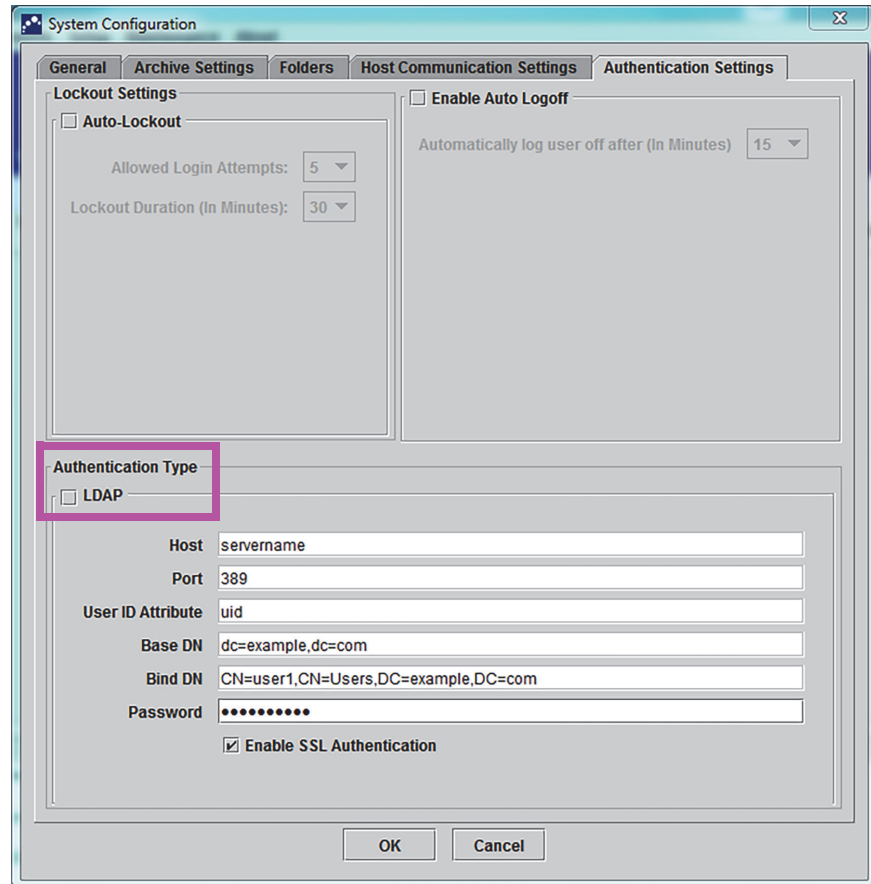 System Configuration
General Archive Settings Folders Host Communication Settings Authentication Settings
Lockout Settings
Auto-Lockout
Allowed Login Attempts: 5
Lockout Duration (In Minutes): 30
Enable Auto Logoff
Automatically log user off after (In Minutes) 15
Authentication Type
LDAP
Host servername
Port 389
User ID Attribute uid
Base DN dc=example,dc=com
Bind DN CN=user1,CN=Users,DC=example,DC=com
Password ••••••••••
Enable SSL Authentication
OK Cancel